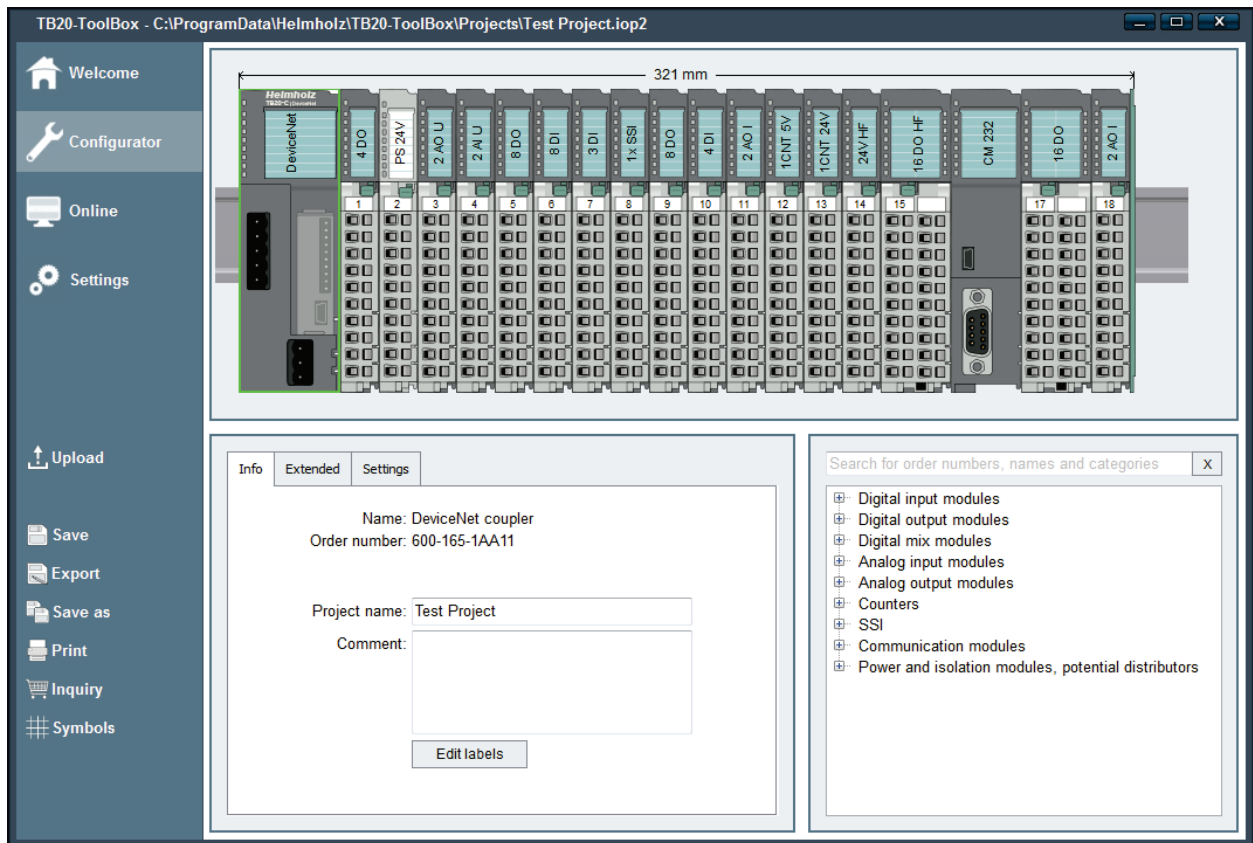 TB20-ToolBox - C:\ProgramData\Helmholz\TB20-ToolBox\Projects\Test Project.iop2
Welcome
Configurator
Online
Settings
Upload
Save
Export
Save as
Print
Inquiry
Symbols
321 mm
Helmholz
TB20-C | DeviceNet
DeviceNet
4 DO
PS 24V
2 AO U
2 AI U
8 DO
8 DI
3 DI
1x SSI
8 DO
4 DI
2 AO I
1CNT 5V
1CNT 24V
24V HF
16 DO HF
CM 232
16 DO
2 AO I
1 2 3 4 5 6 7 8 9 10 11 12 13 14 15 17 18
Info Extended Settings
Name: DeviceNet coupler
Order number: 600-165-1AA11
Project name: Test Project
Comment:
Edit labels
Search for order numbers, names and categories X
Digital input modules
Digital output modules
Digital mix modules
Analog input modules
Analog output modules
Counters
SSI
Communication modules
Power and isolation modules, potential distributors